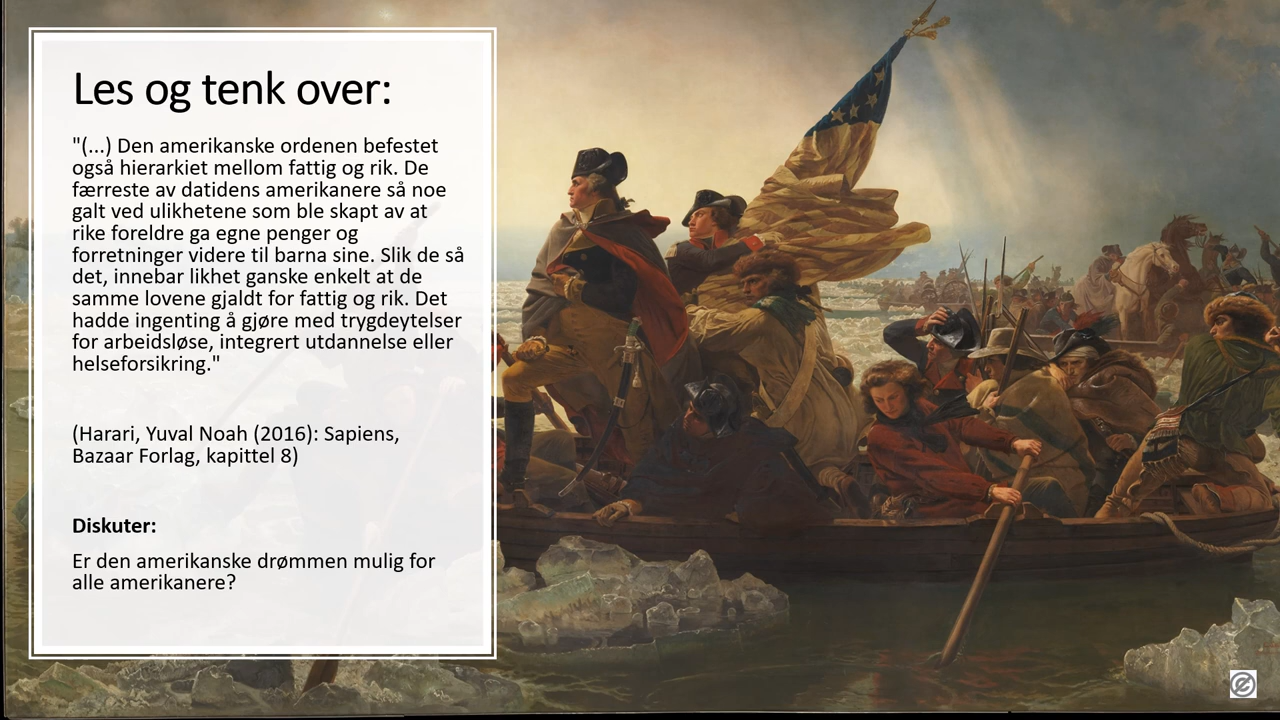 Les og tenk over:
"(...) Den amerikanske ordenen befestet
også hierarkiet mellom fattig og rik. De
færreste av datidens amerikanere så noe
galt ved ulikhetene som ble skapt av at
rike foreldre ga egne penger og
forretninger videre til barna sine. Slik de så
det, innebar likhet ganske enkelt at de
samme lovene gjaldt for fattig og rik. Det
hadde ingenting å gjøre med trygdeytelser
for arbeidsløse, integrert utdannelse eller
helseforsikring."
(Harari, Yuval Noah (2016): Sapiens,
Bazaar Forlag, kapittel 8)
Diskuter:
Er den amerikanske drømmen mulig for
alle amerikanere?